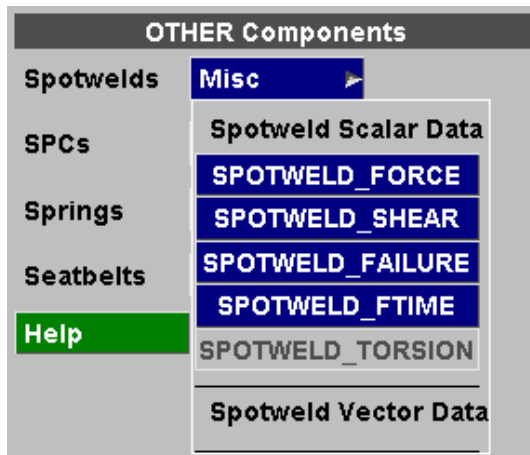 OTHER Components
Spotwelds Misc
Spotweld Scalar Data
SPCs
SPOTWELD_FORCE
Springs SPOTWELD_SHEAR
SPOTWELD_FAILURE
Seatbelts
SPOTWELD_FTIME
Help
SPOTWELD_TORSION
Spotweld Vector Data